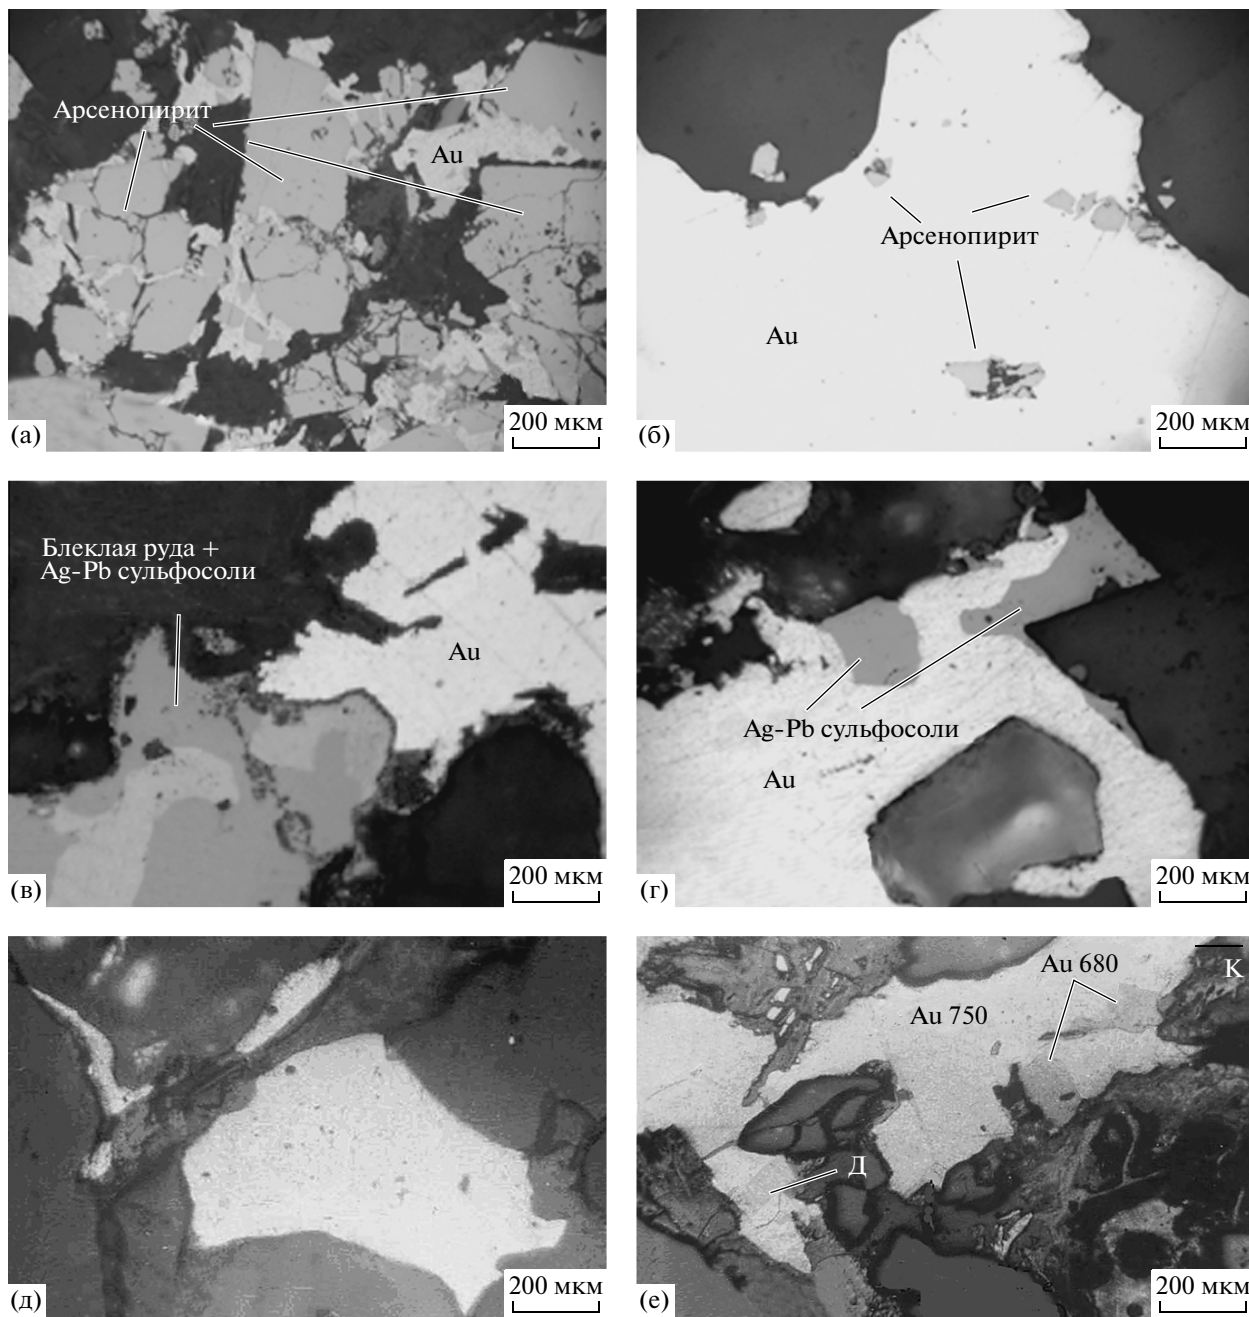 Арсенопирит
Au
(а)
200 мкм
Арсенопирит
Au
(б)
200 мкм
Блеклая руда +
Ag-Pb сульфосоли
Au
(в)
200 мкм
Ag-Pb сульфосоли
Au
(г)
200 мкм
(д)
200 мкм
Au 680
К
Au 750
Д
(е)
200 мкм